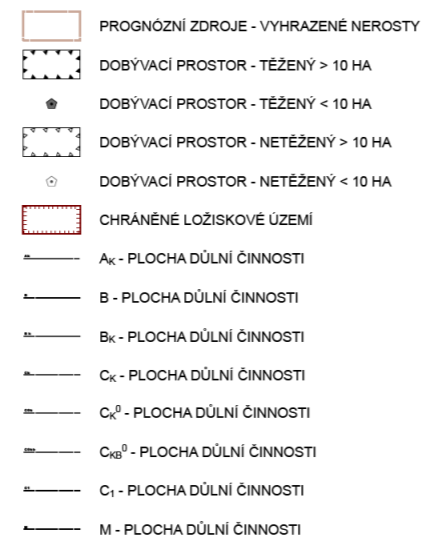 PROGNÓZNÍ ZDROJE - VYHRAZENÉ NEROSTY
DOBÝVACÍ PROSTOR - TĚŽENÝ > 10 HA
DOBÝVACÍ PROSTOR - TĚŽENÝ < 10 HA
DOBÝVACÍ PROSTOR - NETĚŽENÝ > 10 HA
DOBÝVACÍ PROSTOR - NETĚŽENÝ < 10 HA
CHRÁNĚNÉ LOŽISKOVÉ ÚZEMÍ
Aₖ - PLOCHA DŮLNÍ ČINNOSTI
B - PLOCHA DŮLNÍ ČINNOSTI
Bₖ - PLOCHA DŮLNÍ ČINNOSTI
Cₖ - PLOCHA DŮLNÍ ČINNOSTI
Cₖ⁰ - PLOCHA DŮLNÍ ČINNOSTI
C_KB⁰ - PLOCHA DŮLNÍ ČINNOSTI
C₁ - PLOCHA DŮLNÍ ČINNOSTI
M - PLOCHA DŮLNÍ ČINNOSTI